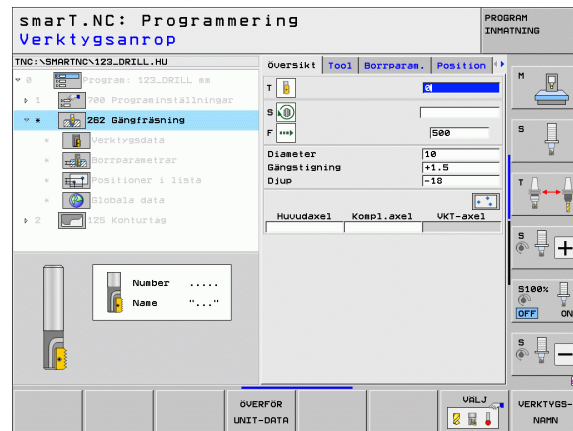 smarT.NC: Programmering
PROGRAM
INMATNING
Verktygsanrop
TNC:\SMARTNC\123_DRILL.HU
0 Program: 123_DRILL mm
1 700 Programinställningar
* 262 Gängfräsning
* Verktygsdata
* Borrparametrar
* Positioner i lista
* Globala data
2 125 Konturtåg
Översikt Tool Borrparam. Position
T 0
S
F 500
Diameter 10
Gängstigning +1.5
Djup -18
Huvudaxel Kompl.axel VKT-axel
Number .....
Name "..."
M
S
T
S
+
S100%
OFF ON
S
-
ÖVERFÖR
UNIT-DATA
VÄLJ
VERKTYGS-
NAMN